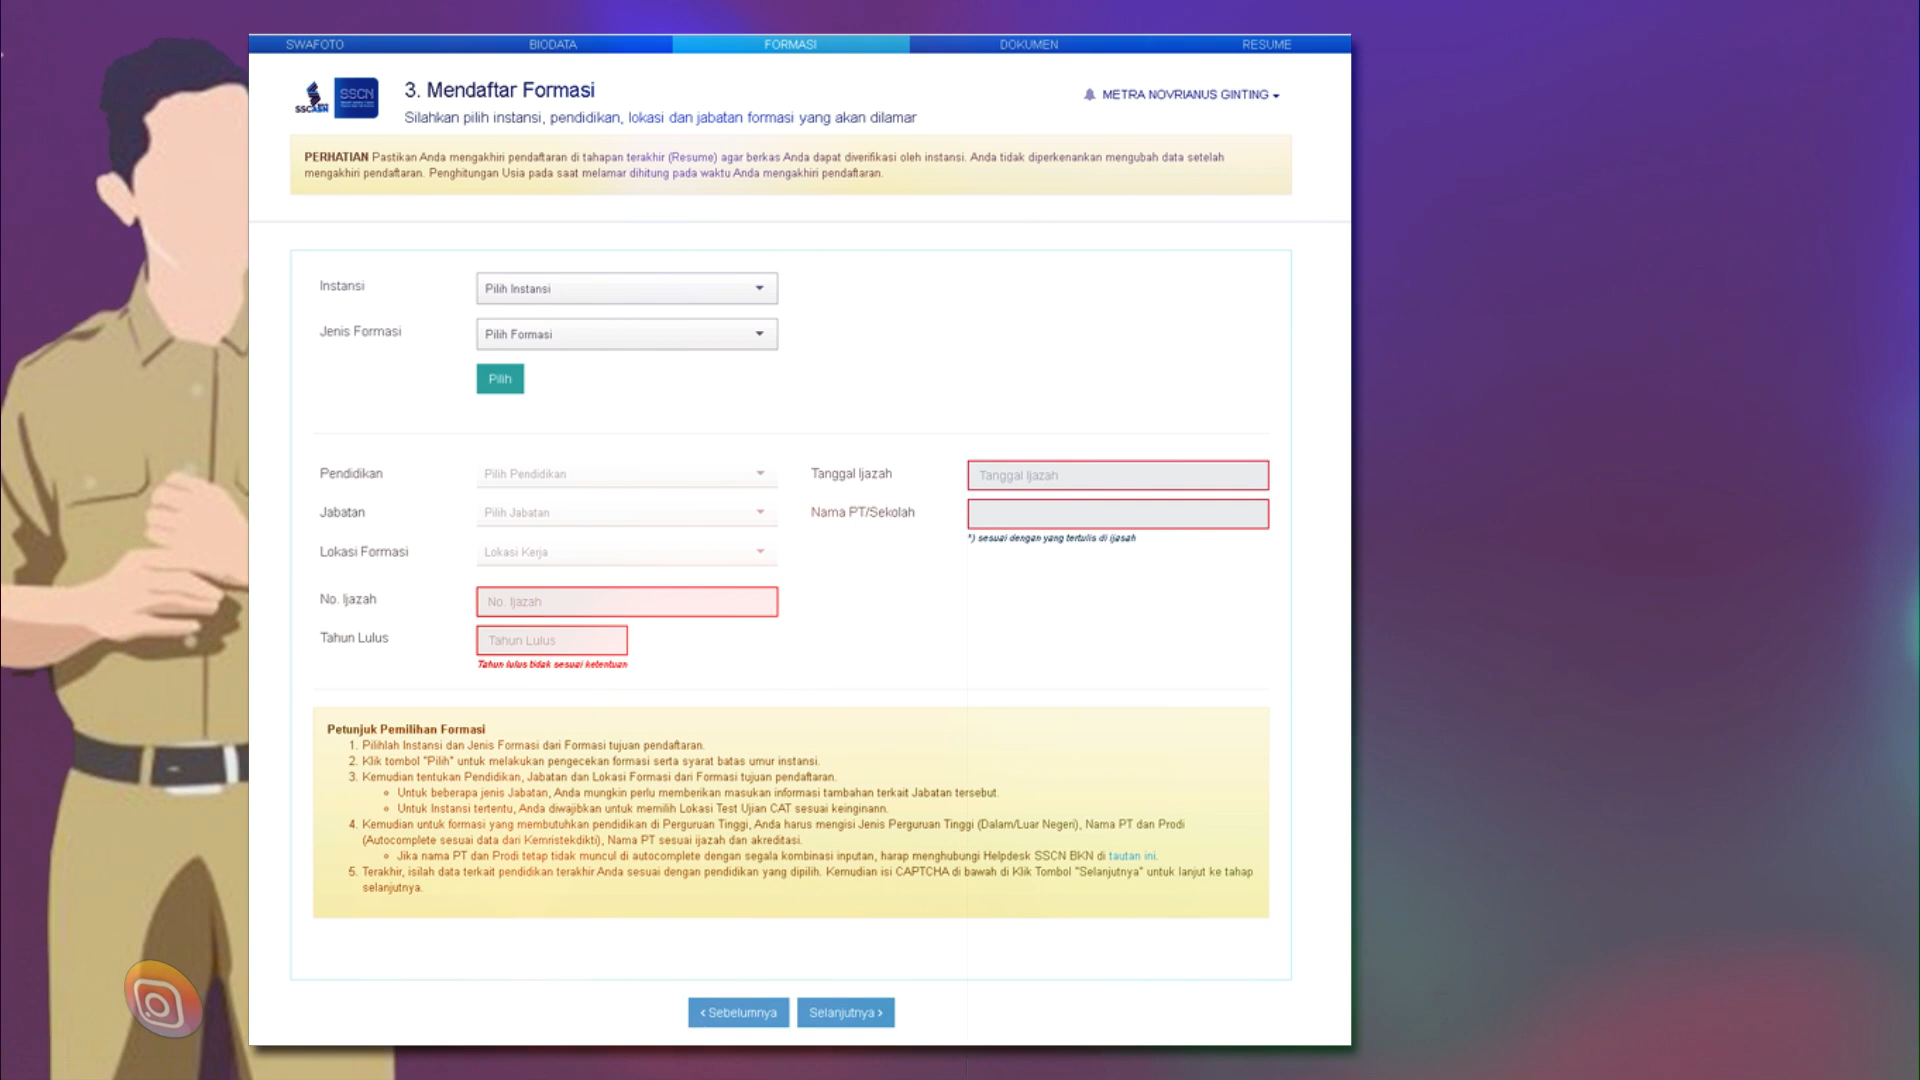 SWAFOTO BIODATA FORMASI DOKUMEN RESUME
SSCASN SSCN
3. Mendaftar Formasi
METRA NOVRIANUS GINTING
Silahkan pilih instansi, pendidikan, lokasi dan jabatan formasi yang akan dilamar
PERHATIAN Pastikan Anda mengakhiri pendaftaran di tahapan terakhir (Resume) agar berkas Anda dapat diverifikasi oleh instansi. Anda tidak diperkenankan mengubah data setelah
mengakhiri pendaftaran. Penghitungan Usia pada saat melamar dihitung pada waktu Anda mengakhiri pendaftaran.
Instansi Pilih Instansi
Jenis Formasi Pilih Formasi
Pilih
Pendidikan Pilih Pendidikan Tanggal Ijazah Tanggal Ijazah
Jabatan Pilih Jabatan Nama PT/Sekolah
*) sesuai dengan yang tertulis di ijasah
Lokasi Formasi Lokasi Kerja
No. Ijazah No. Ijazah
Tahun Lulus Tahun Lulus
Tahun lulus tidak sesuai ketentuan
Petunjuk Pemilihan Formasi
1. Pilihlah Instansi dan Jenis Formasi dari Formasi tujuan pendaftaran.
2. Klik tombol "Pilih" untuk melakukan pengecekan formasi serta syarat batas umur instansi.
3. Kemudian tentukan Pendidikan, Jabatan dan Lokasi Formasi dari Formasi tujuan pendaftaran.
Untuk beberapa jenis Jabatan, Anda mungkin perlu memberikan masukan informasi tambahan terkait Jabatan tersebut.
Untuk Instansi tertentu, Anda diwajibkan untuk memilih Lokasi Test Ujian CAT sesuai keinginann.
4. Kemudian untuk formasi yang membutuhkan pendidikan di Perguruan Tinggi, Anda harus mengisi Jenis Perguruan Tinggi (Dalam/Luar Negeri), Nama PT dan Prodi
(Autocomplete sesuai data dari Kemristekdikti), Nama PT sesuai ijazah dan akreditasi.
Jika nama PT dan Prodi tetap tidak muncul di autocomplete dengan segala kombinasi inputan, harap menghubungi Helpdesk SSCN BKN di tautan ini.
5. Terakhir, isilah data terkait pendidikan terakhir Anda sesuai dengan pendidikan yang dipilih. Kemudian isi CAPTCHA di bawah di Klik Tombol "Selanjutnya" untuk lanjut ke tahap
selanjutnya.
< Sebelumnya Selanjutnya >